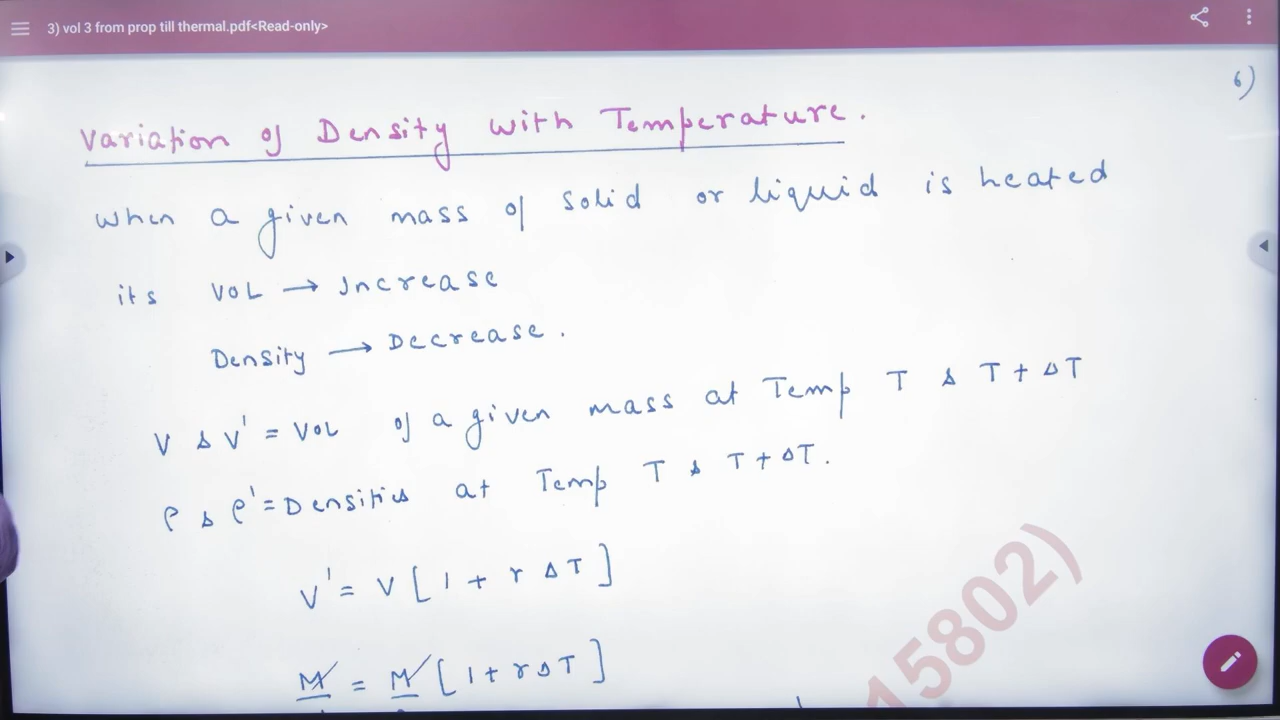 3) vol 3 from prop till thermal.pdf<Read-only>
6)
Variation of Density with Temperature.
when a given mass of solid or liquid is heated
its VOL → Increase
Density → Decrease.
V & V' = VOL of a given mass at Temp T & T + ΔT
ρ & ρ' = Densities at Temp T & T + ΔT.
V' = V [ 1 + r ΔT ]
M = M [ 1 + r ΔT ]
15802)